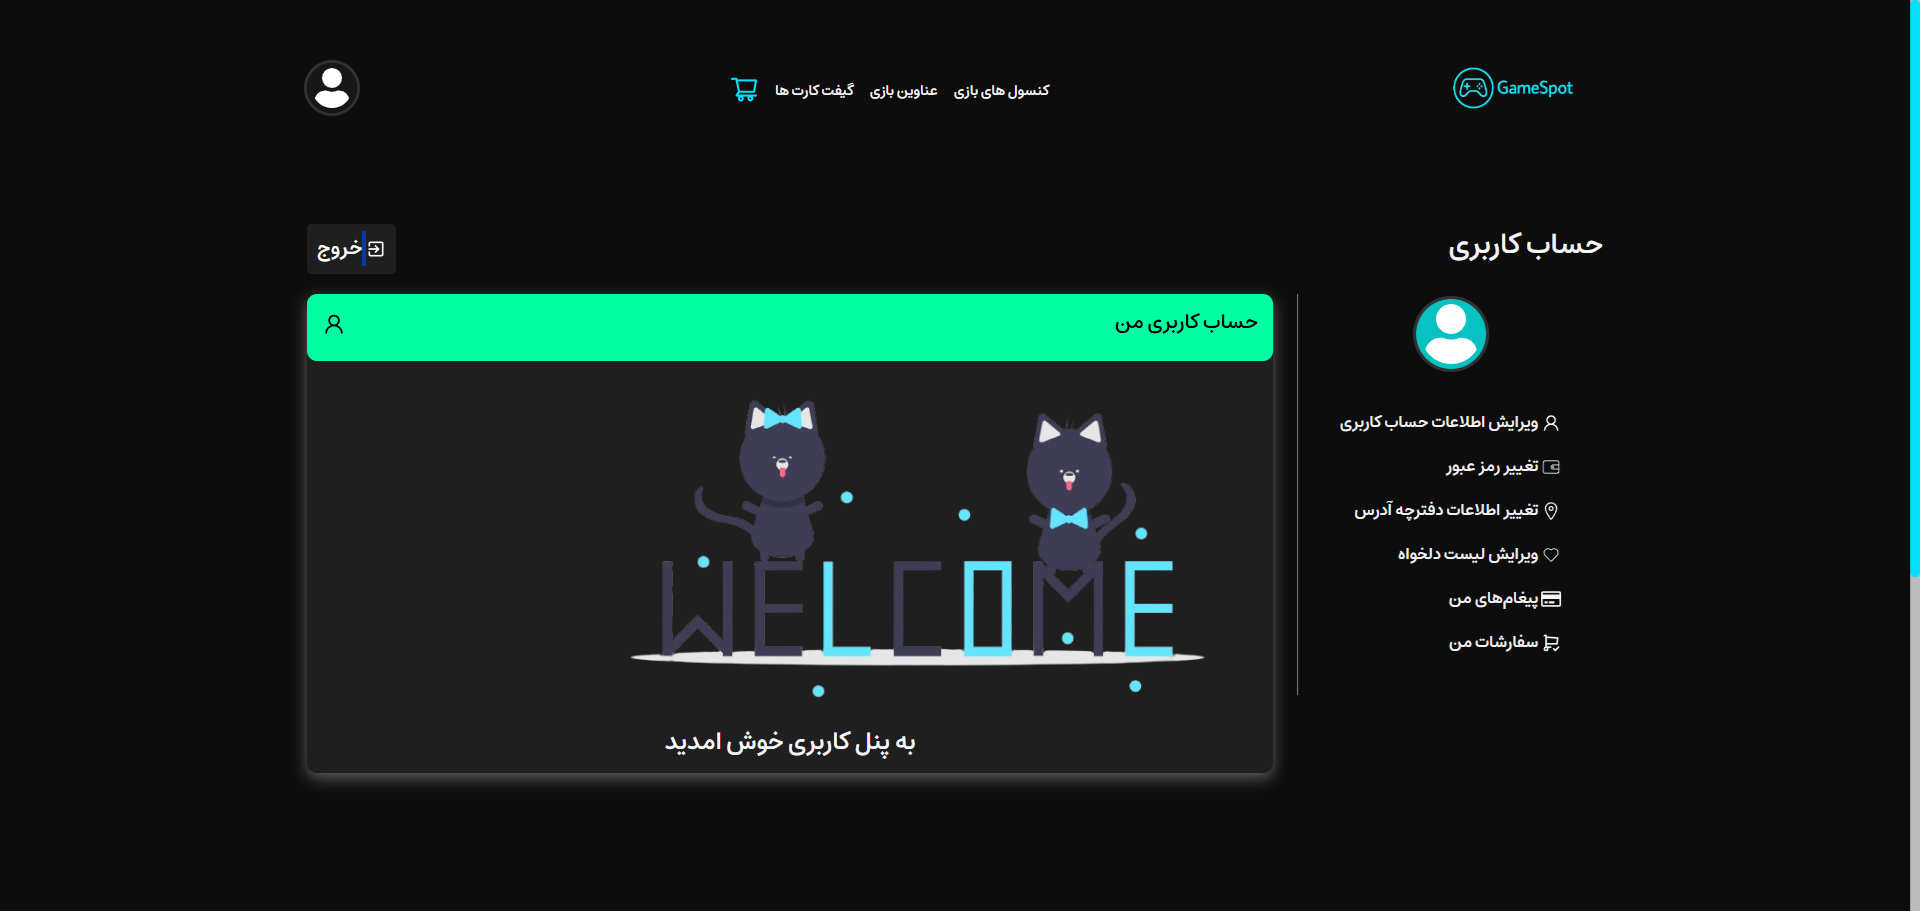 GameSpot
کنسول های بازی
عناوین بازی
گیفت کارت ها
حساب کاربری
خروج
ویرایش اطلاعات حساب کاربری
تغییر رمز عبور
تغییر اطلاعات دفترچه آدرس
ویرایش لیست دلخواه
پیغام‌های من
سفارشات من
حساب کاربری من
WELCOME
به پنل کاربری خوش امدید